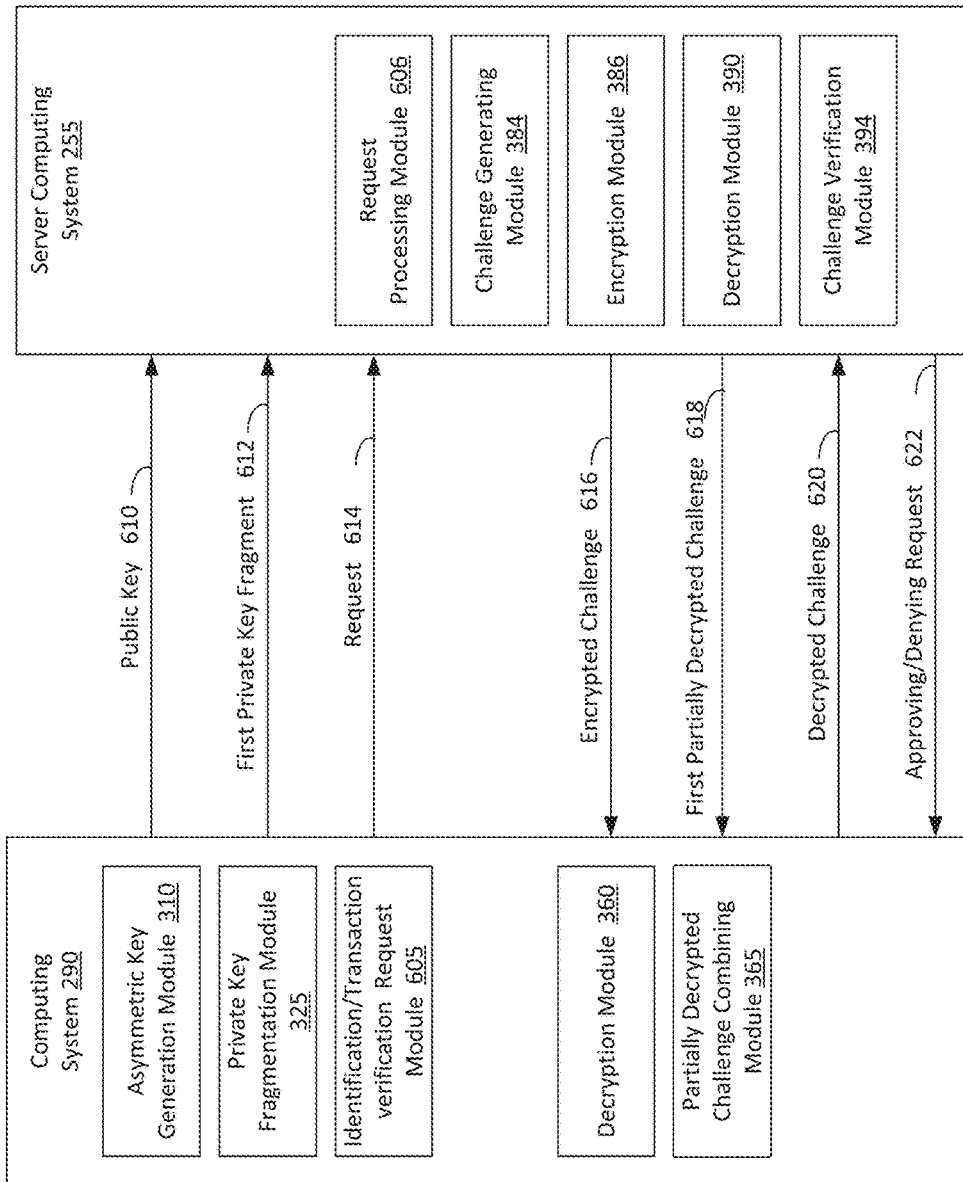 Computing
System 290
Asymmetric Key
Generation Module 310
Private Key
Fragmentation Module
325
Identification/Transaction
verification Request
Module 605
Decryption Module 360
Partially Decrypted
Challenge Combining
Module 365
Public Key 610
First Private Key Fragment 612
Request 614
Encrypted Challenge 616
First Partially Decrypted Challenge 618
Decrypted Challenge 620
Approving/Denying Request 622
Server Computing
System 255
Request
Processing Module 606
Challenge Generating
Module 384
Encryption Module 386
Decryption Module 390
Challenge Verification
Module 394